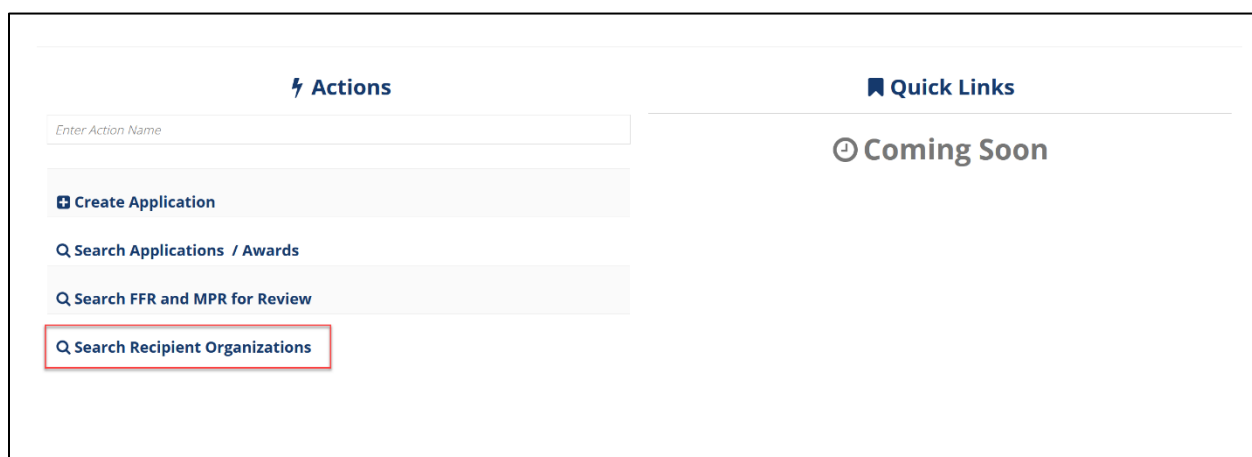 Actions
Enter Action Name
Create Application
Search Applications / Awards
Search FFR and MPR for Review
Search Recipient Organizations
Quick Links
Coming Soon